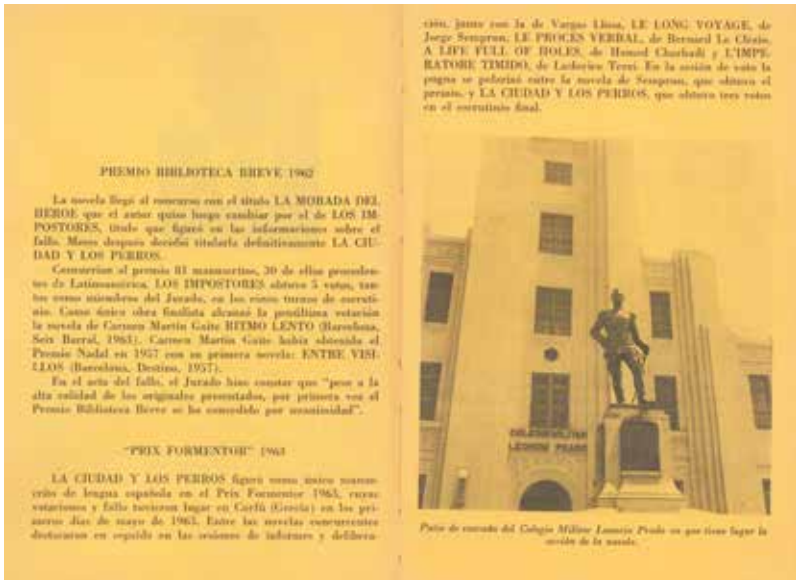 PREMIO BIBLIOTECA BREVE 1962
La novela llegó al concurso con el título LA MORADA DEL
HEROE que el autor quiso luego cambiar por el de LOS IM-
POSTORES, título que figuró en las informaciones sobre el
fallo. Meses después decidió titularla definitivamente LA CIU-
DAD Y LOS PERROS.
Concurrían al premio 81 manuscritos, 30 de ellos proceden-
tes de Latinoamérica. LOS IMPOSTORES obtuvo 5 votos, tan-
tos como miembros del Jurado, en los cinco turnos de escruti-
nio. Como única obra finalista alcanzó la penúltima votación
la novela de Carmen Martín Gaite RITMO LENTO (Barcelona,
Seix Barral, 1963). Carmen Martín Gaite había obtenido el
Premio Nadal en 1957 con su primera novela: ENTRE VISI-
LLOS (Barcelona, Destino, 1957).
En el acta del fallo, el Jurado hizo constar que "pese a la
alta calidad de los originales presentados, por primera vez el
Premio Biblioteca Breve se ha concedido por unanimidad".
"PRIX FORMENTOR" 1963
LA CIUDAD Y LOS PERROS figuró como único manus-
crito de lengua española en el Prix Formentor 1963, cuyas
votaciones y fallo tuvieron lugar en Corfú (Grecia) en los pri-
meros días de mayo de 1963. Entre las novelas concurrentes
destacaron en seguida en las sesiones de informes y delibera-
ción, junto con la de Vargas Llosa, LE LONG VOYAGE, de
Jorge Semprun, LE PROCES VERBAL, de Bernard Le Clézio,
A LIFE FULL OF HOLES, de Hamed Charhadi y L'IMPE-
RATORE TIMIDO, de Lodovico Terzi. En la sesión de voto la
pugna se polarizó entre la novela de Semprun, que obtuvo el
premio, y LA CIUDAD Y LOS PERROS, que obtuvo tres votos
en el escrutinio final.
COLEGIO MILITAR
LEONCIO PRADO
Patio de entrada del Colegio Militar Leoncio Prado en que tiene lugar la
acción de la novela.